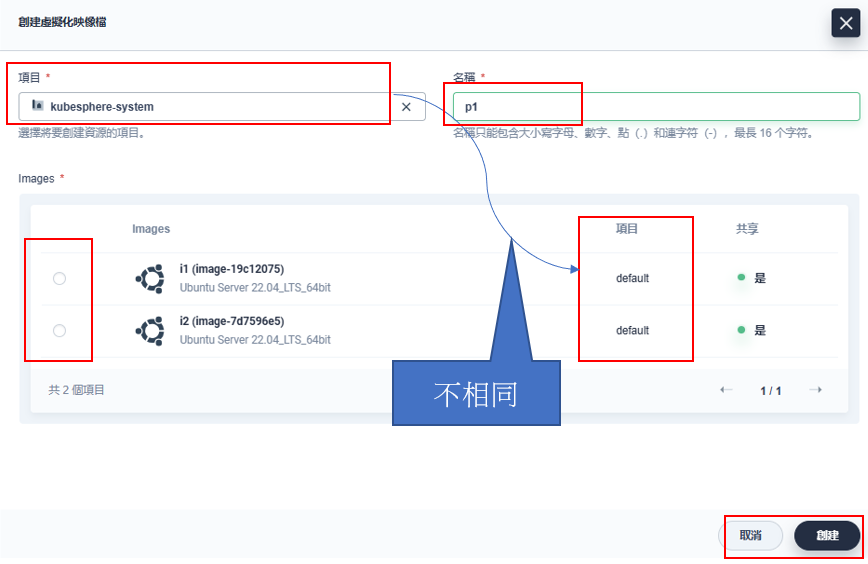 創建虛擬化映像檔
項目 *
名稱 *
kubesphere-system
p1
選擇將要創建資源的項目。
名稱只能包含大小寫字母、數字、點（.）和連字符（-），最長 16 个字符。
Images *
Images 項目 共享
i1 (image-19c12075)
Ubuntu Server 22.04_LTS_64bit
default
是
i2 (image-7d7596e5)
Ubuntu Server 22.04_LTS_64bit
default
是
不相同
共 2 個項目
1 / 1
取消
創建